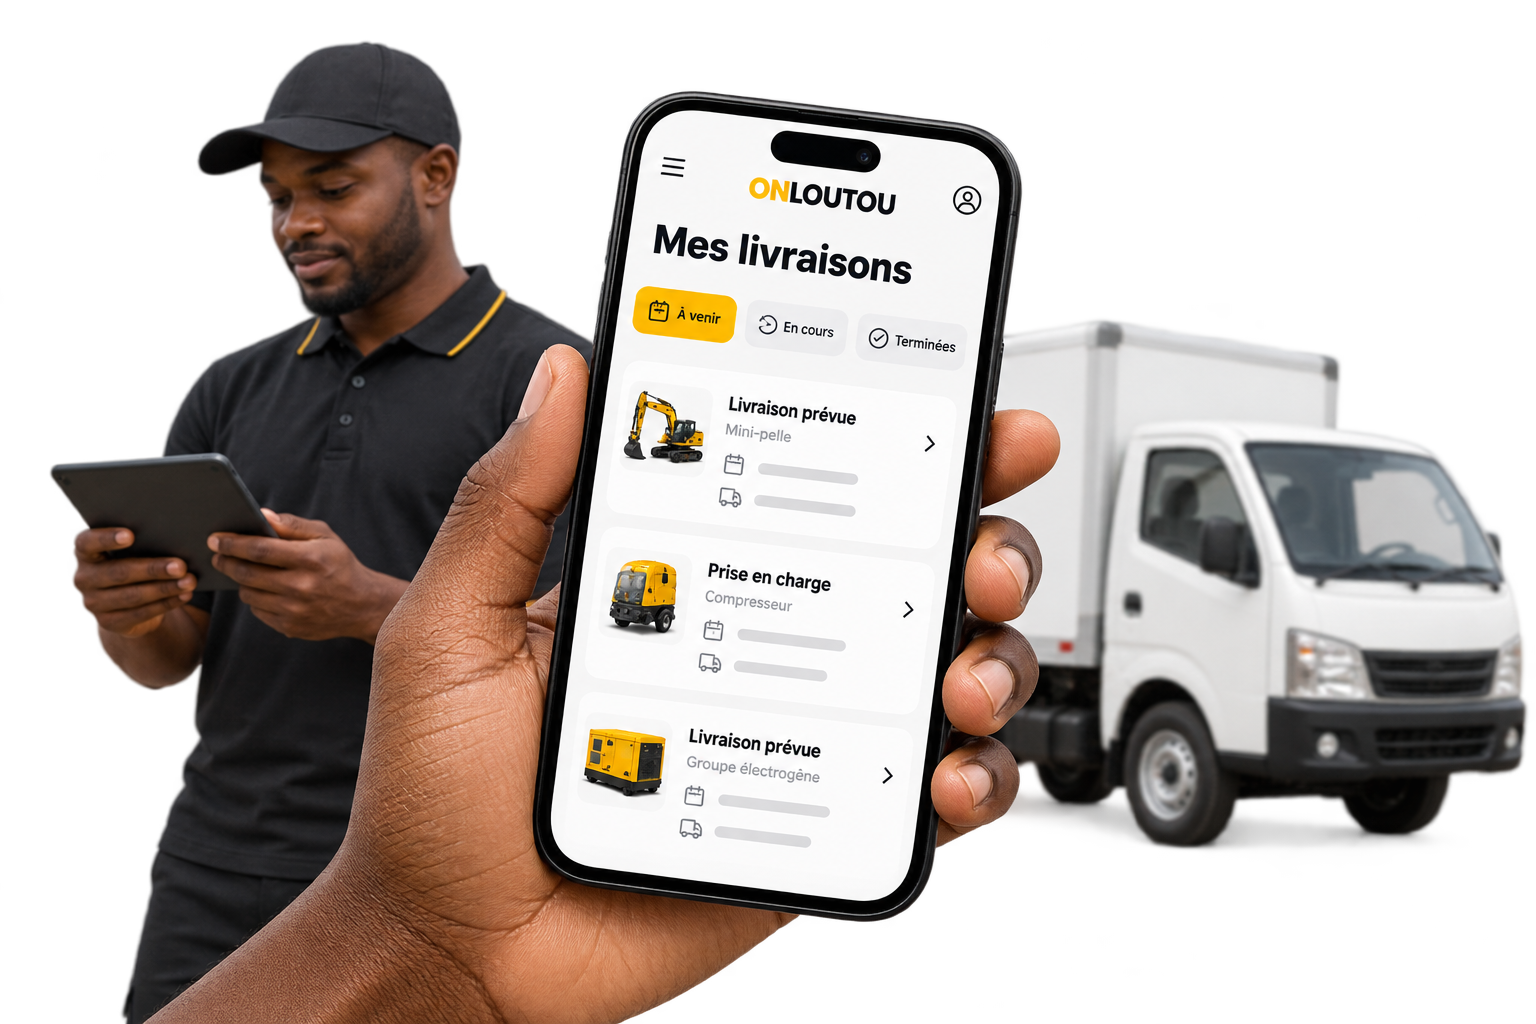 ONLOUTOU
Mes livraisons
À venir
En cours
Terminées
Livraison prévue
Mini-pelle
Prise en charge
Compresseur
Livraison prévue
Groupe électrogène